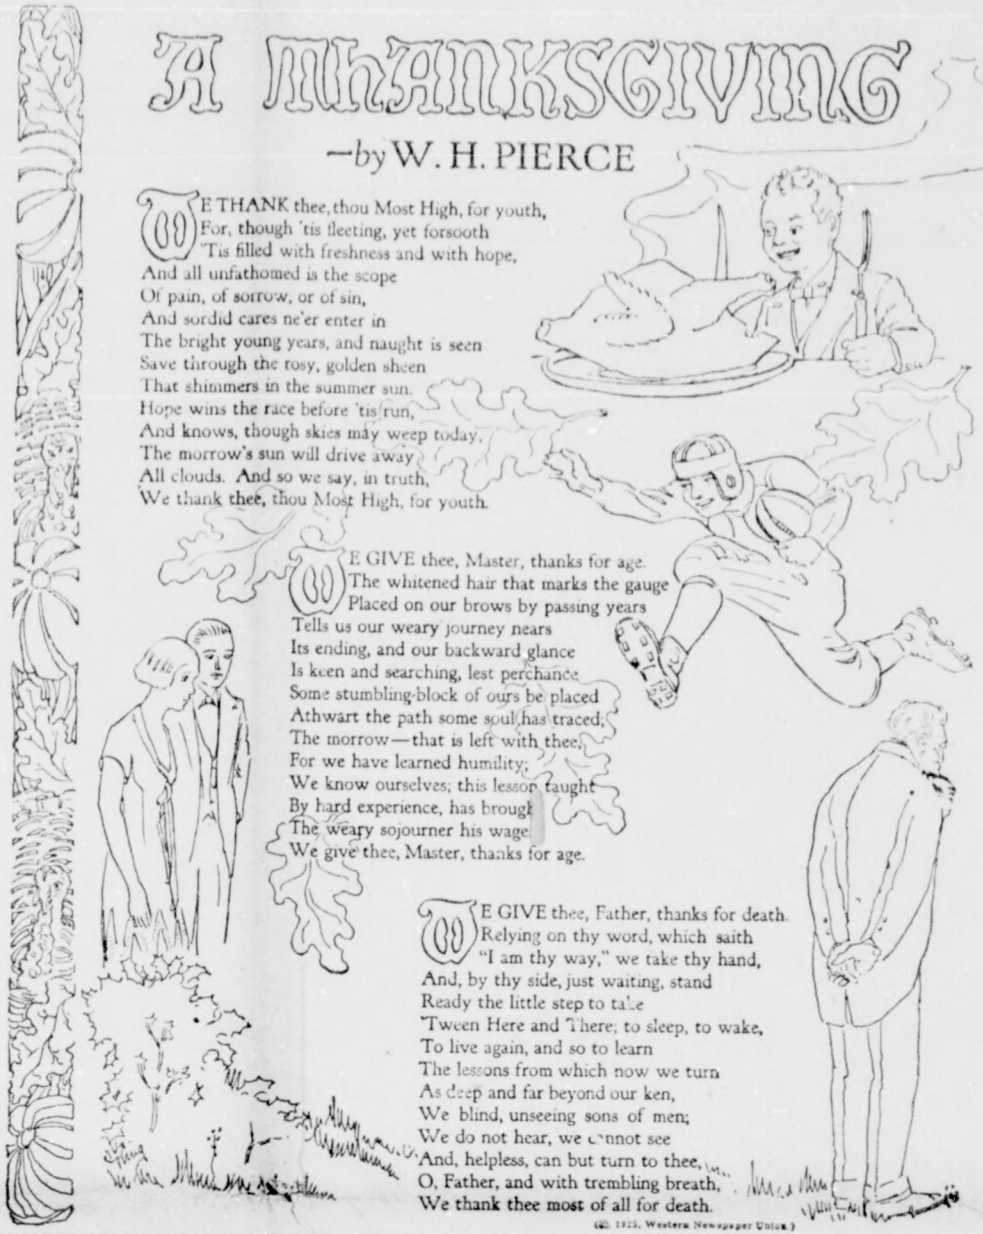 A THANKSGIVING
—by W. H. PIERCE
WE THANK thee, thou Most High, for youth,
For, though 'tis fleeting, yet forsooth
'Tis filled with freshness and with hope,
And all unfathomed is the scope
Of pain, of sorrow, or of sin,
And sordid cares ne'er enter in
The bright young years, and naught is seen
Save through the rosy, golden sheen
That shimmers in the summer sun.
Hope wins the race before 'tis run,
And knows, though skies may weep today,
The morrow's sun will drive away
All clouds. And so we say, in truth,
We thank thee, thou Most High, for youth.
WE GIVE thee, Master, thanks for age.
The whitened hair that marks the gauge
Placed on our brows by passing years
Tells us our weary journey nears
Its ending, and our backward glance
Is keen and searching, lest perchance
Some stumbling-block of ours be placed
Athwart the path some soul has traced;
The morrow—that is left with thee,
For we have learned humility;
We know ourselves; this lesson taught
By hard experience, has brough
The weary sojourner his wage.
We give thee, Master, thanks for age.
WE GIVE thee, Father, thanks for death.
Relying on thy word, which saith
"I am thy way," we take thy hand,
And, by thy side, just waiting, stand
Ready the little step to take
'Tween Here and There; to sleep, to wake,
To live again, and so to learn
The lessons from which now we turn
As deep and far beyond our ken,
We blind, unseeing sons of men;
We do not hear, we cannot see
And, helpless, can but turn to thee,
O, Father, and with trembling breath,
We thank thee most of all for death.
(©. 1925, Western Newspaper Union.)